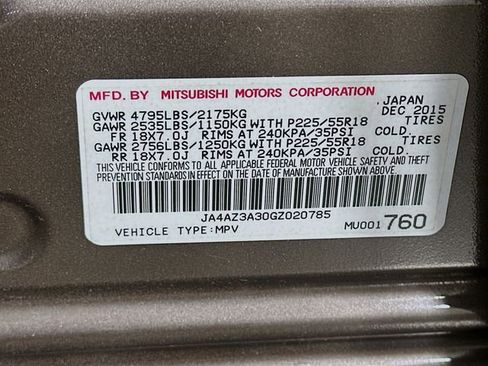 MFD. BY MITSUBISHI MOTORS CORPORATION
JAPAN
GVWR 4795LBS/2175KG DEC 2015
GAWR 2535LBS/1150KG WITH P225/55R18 TIRES
FR 18X7.0J RIMS AT 240KPA/35PSI COLD.
GAWR 2756LBS/1250KG WITH P225/55R18 TIRES
RR 18X7.0J RIMS AT 240KPA/35PSI COLD.
THIS VEHICLE CONFORMS TO ALL APPLICABLE FEDERAL MOTOR VEHICLE SAFETY AND THEFT
PREVENTION STANDARDS IN EFFECT ON THE DATE OF MANUFACTURE SHOWN ABOVE.
JA4AZ3A30GZ020785
VEHICLE TYPE:MPV MU001 760